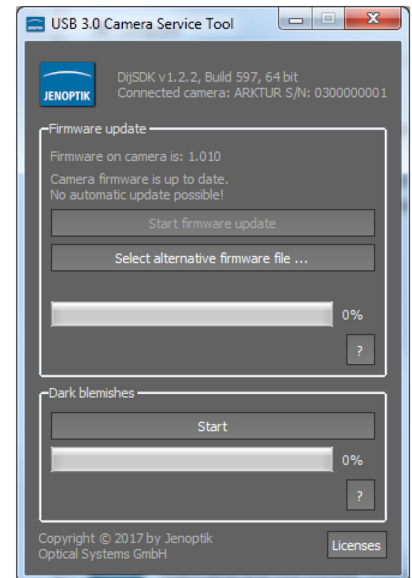 USB 3.0 Camera Service Tool
JENOPTIK
DijSDK v1.2.2, Build 597, 64 bit
Connected camera: ARKTUR S/N: 0300000001
Firmware update
Firmware on camera is: 1.010
Camera firmware is up to date.
No automatic update possible!
Start firmware update
Select alternative firmware file ...
0%
?
Dark blemishes
Start
0%
?
Copyright © 2017 by Jenoptik
Optical Systems GmbH
Licenses